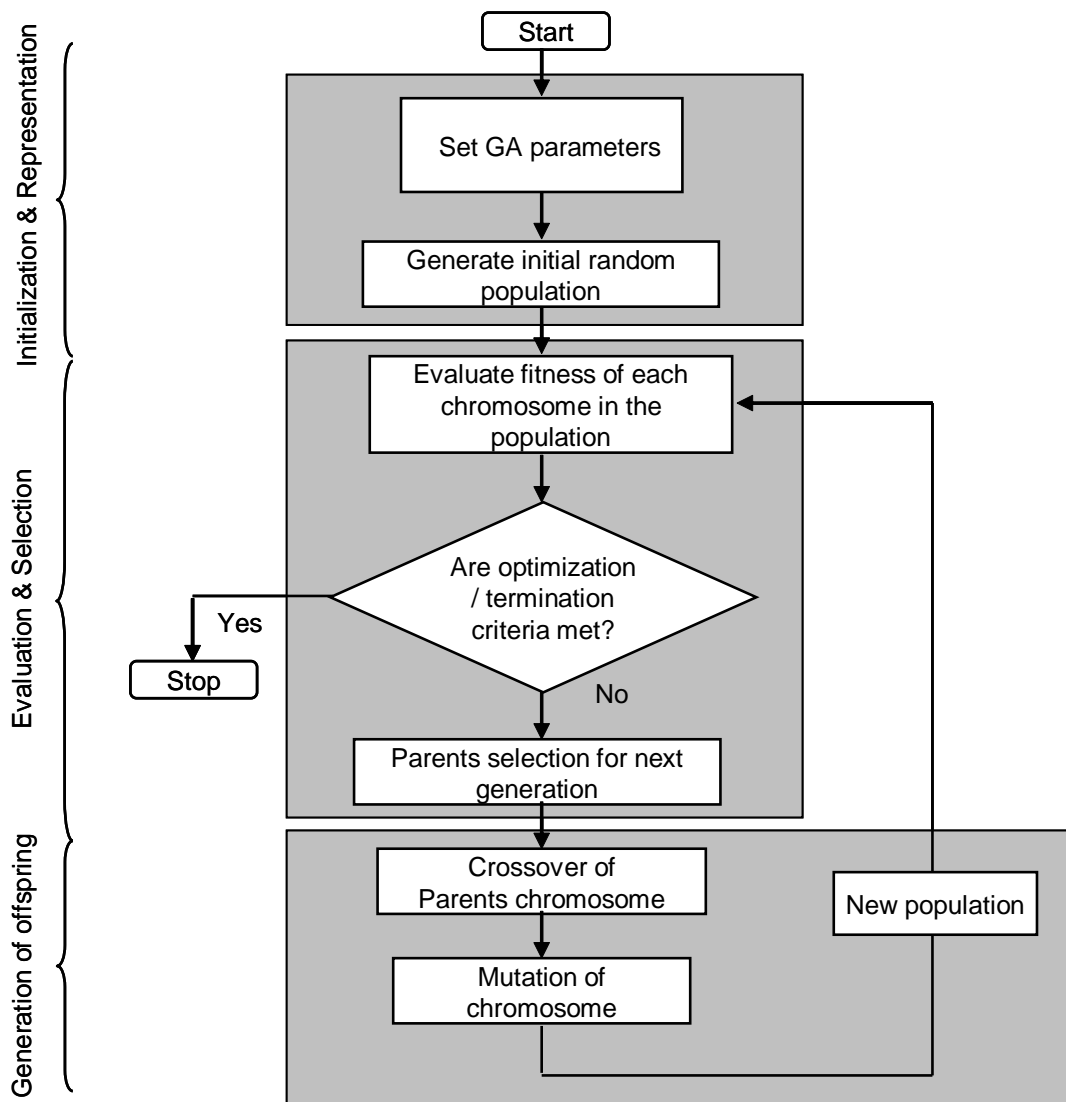 Start
Initialization & Representation
Set GA parameters
Generate initial random
population
Evaluation & Selection
Evaluate fitness of each
chromosome in the
population
Are optimization
/ termination
criteria met?
Yes
Stop
No
Parents selection for next
generation
Generation of offspring
Crossover of
Parents chromosome
New population
Mutation of
chromosome